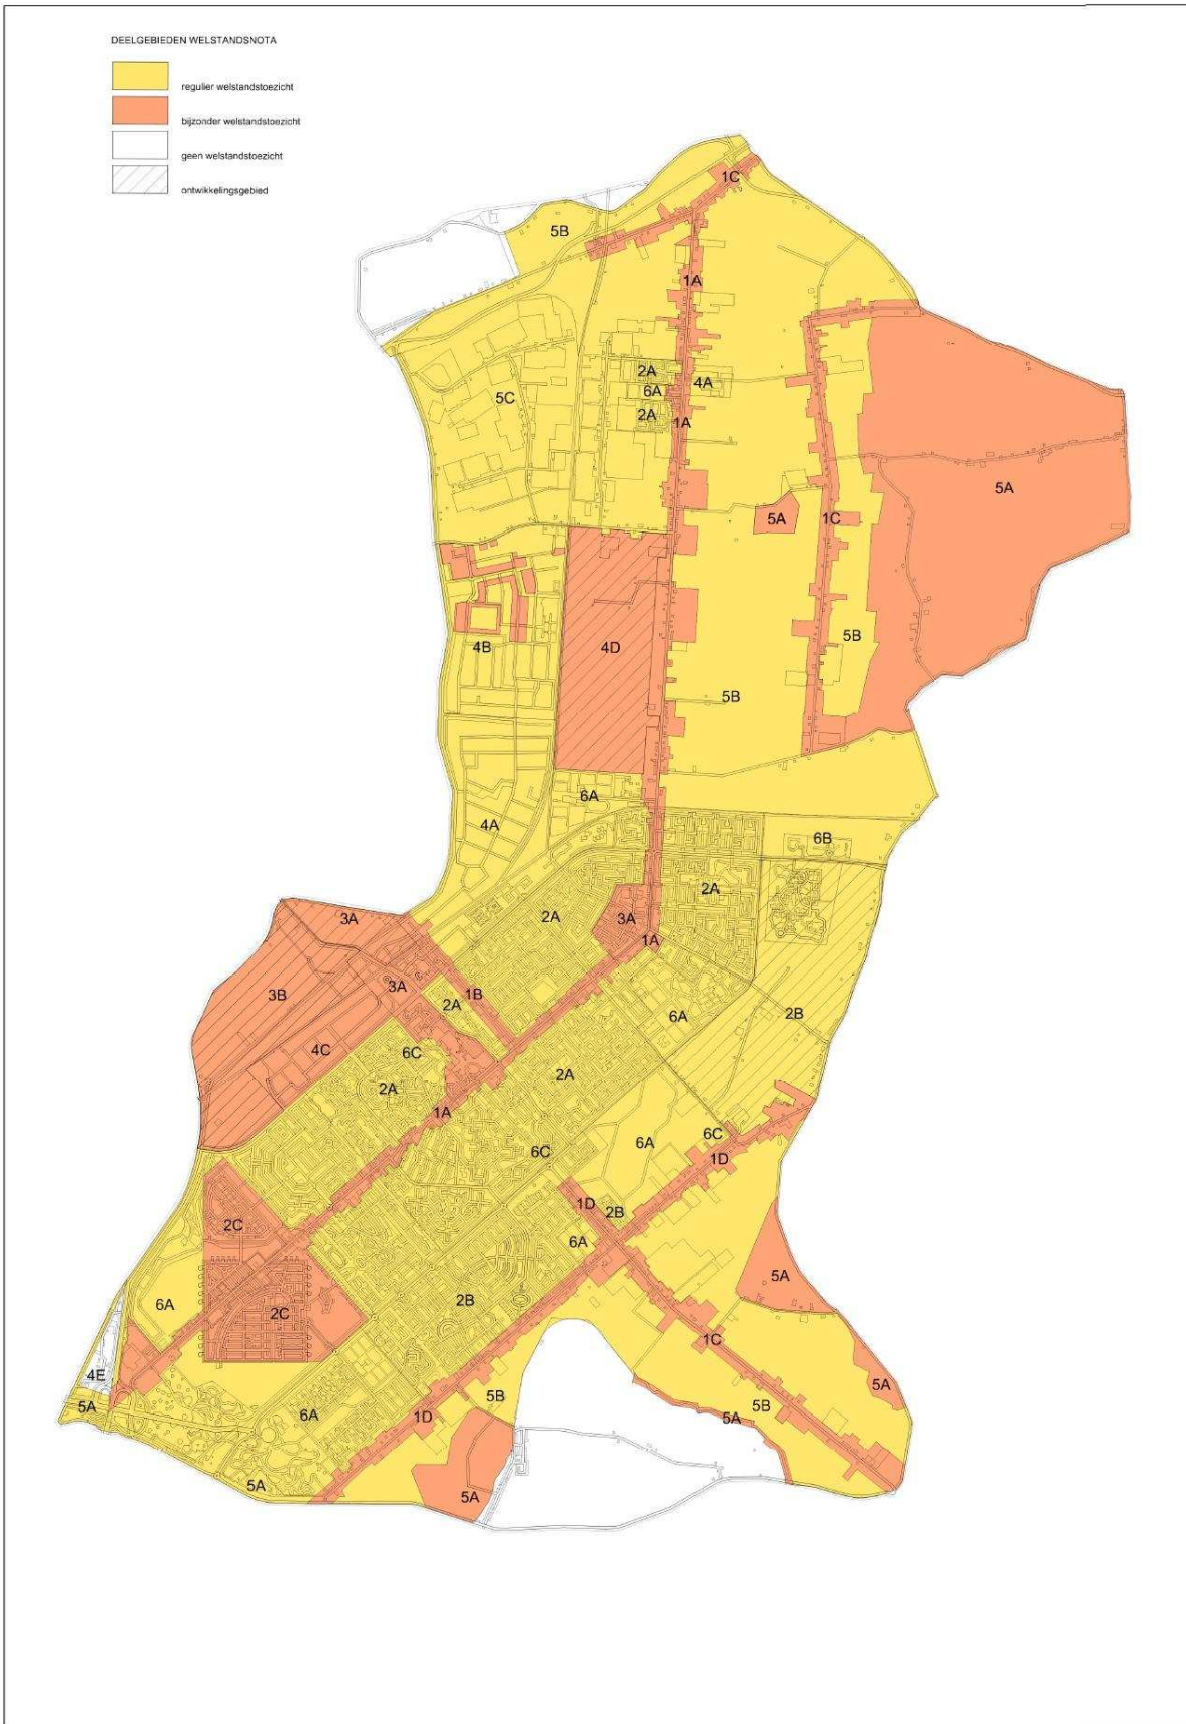 DEELGEBIEDEN WELSTANDSNOTA
regulier welstandstoezicht
bijzonder welstandstoezicht
geen welstandstoezicht
ontwikkelingsgebied
1C
5B
1A
2A
4A
6A
5C
2A
1A
5A
5A
1C
5B
4B
4D
5B
6A
4A
6B
2A
2A
3A
3A
1A
3A
3B
1B
2A
6A
2B
4C
6C
2A
2A
1A
6C
6A
6C
1D
1D
2B
2C
6A
5A
6A
2B
2C
1C
4E
5A
5B
5A
5B
5A
6A
1D
5A
5A